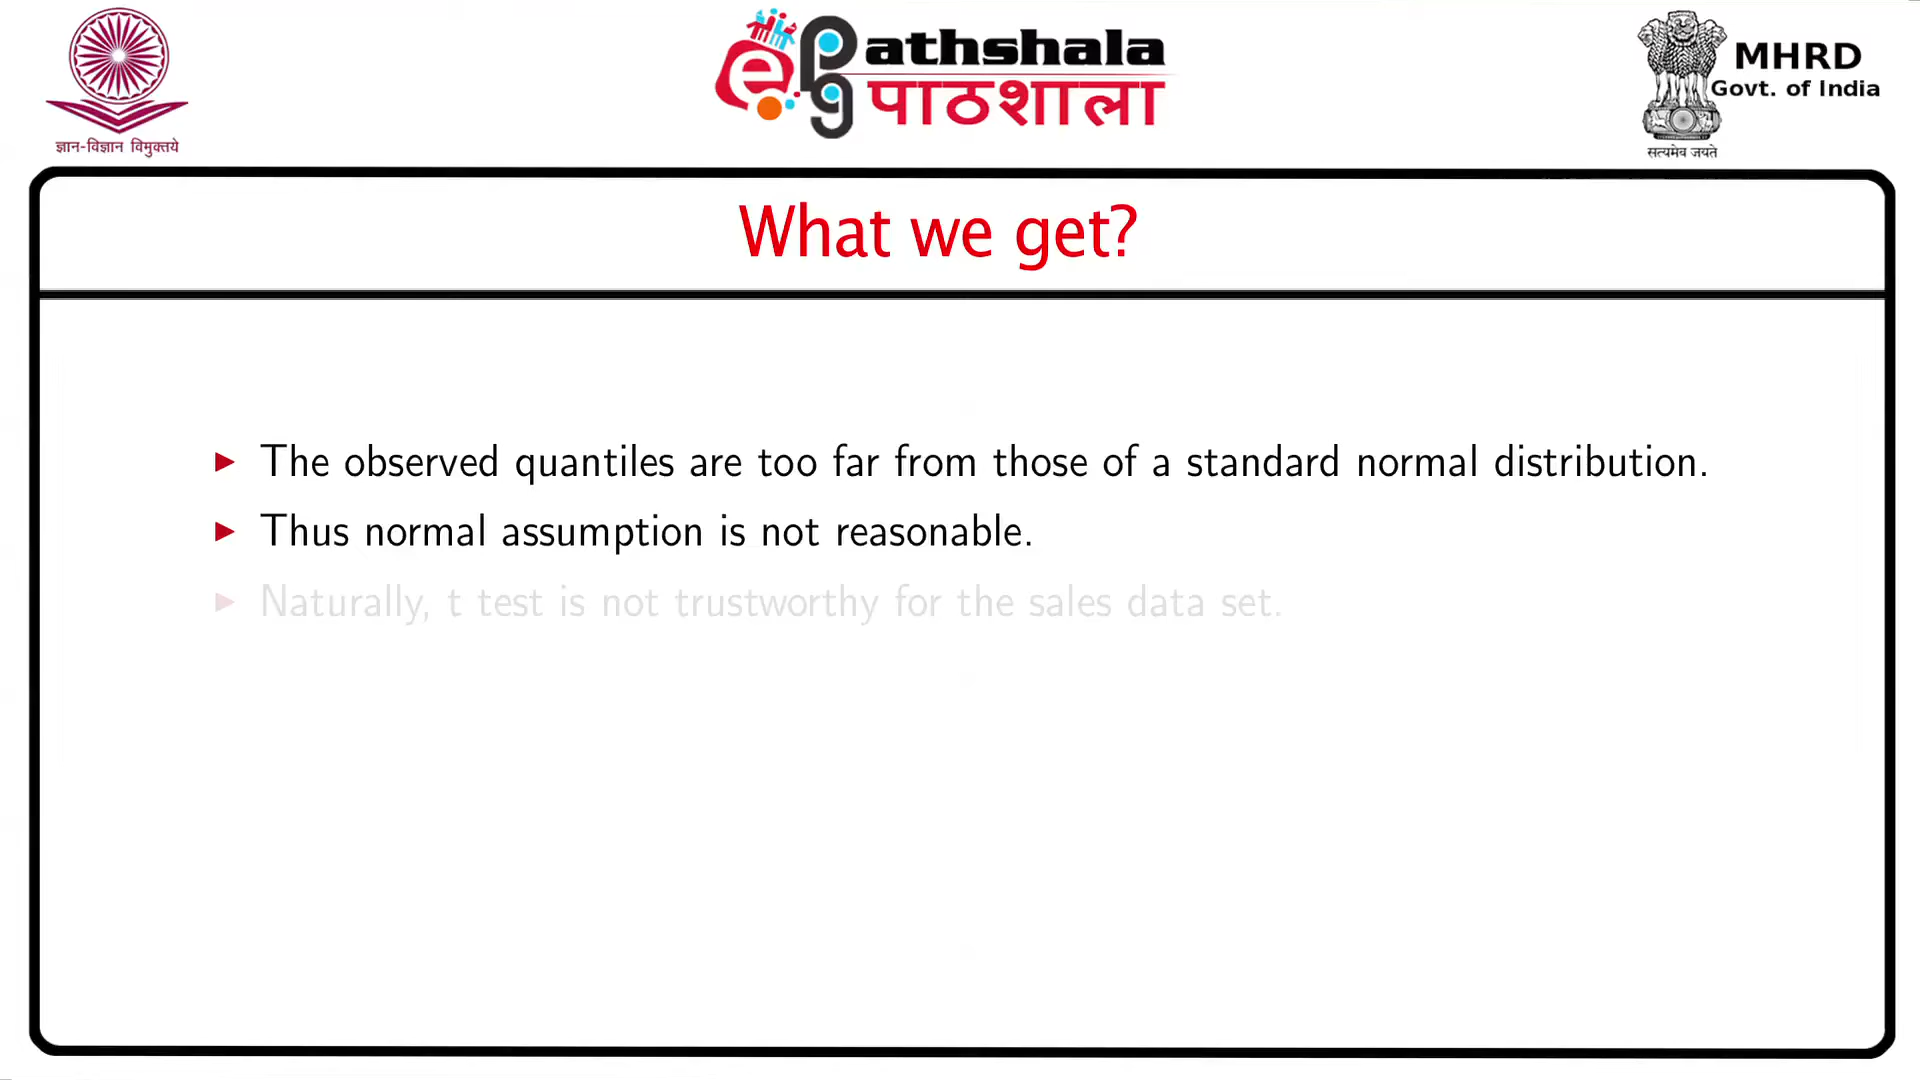 ज्ञान-विज्ञान विमुक्तये
ePG Pathshala
पाठशाला
MHRD
Govt. of India
सत्यमेव जयते
What we get?
The observed quantiles are too far from those of a standard normal distribution.
Thus normal assumption is not reasonable.
Naturally, t test is not trustworthy for the sales data set.